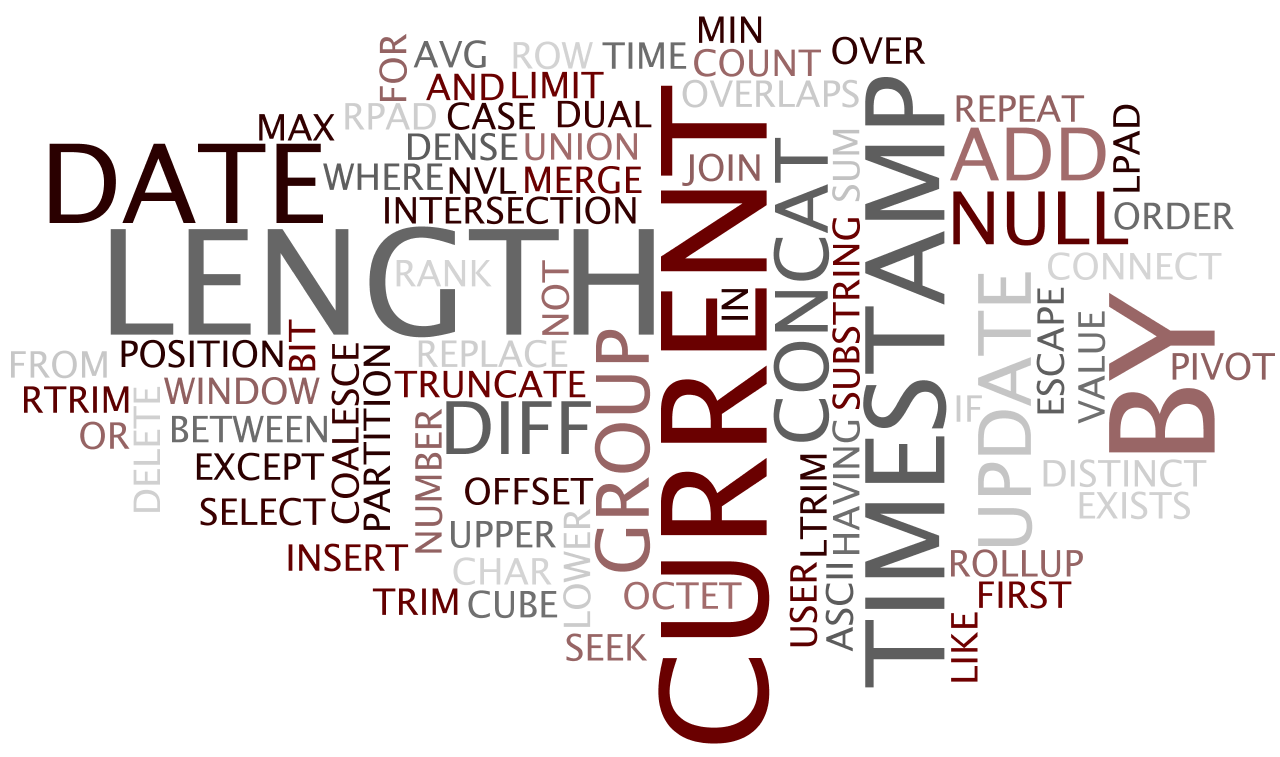 MIN
OVER
FOR
AVG
ROW
TIME
COUNT
AND
LIMIT
OVERLAPS
RPAD
CASE
DUAL
REPEAT
MAX
DENSE
UNION
JOIN
SUM
ADD
LPAD
DATE
WHERE
NVL
MERGE
INTERSECTION
CURRENT
CONCAT
TIMESTAMP
NULL
ORDER
LENGTH
RANK
NOT
IN
SUBSTRING
CONNECT
FROM
POSITION
BIT
REPLACE
GROUP
UPDATE
ESCAPE
VALUE
BY
PIVOT
RTRIM
WINDOW
COALESCE
PARTITION
TRUNCATE
IF
OR
DELETE
BETWEEN
NUMBER
DIFF
EXCEPT
LTRIM
HAVING
DISTINCT
SELECT
OFFSET
EXISTS
UPPER
LOWER
INSERT
CHAR
USER
ASCII
ROLLUP
TRIM
CUBE
OCTET
FIRST
SEEK
LIKE